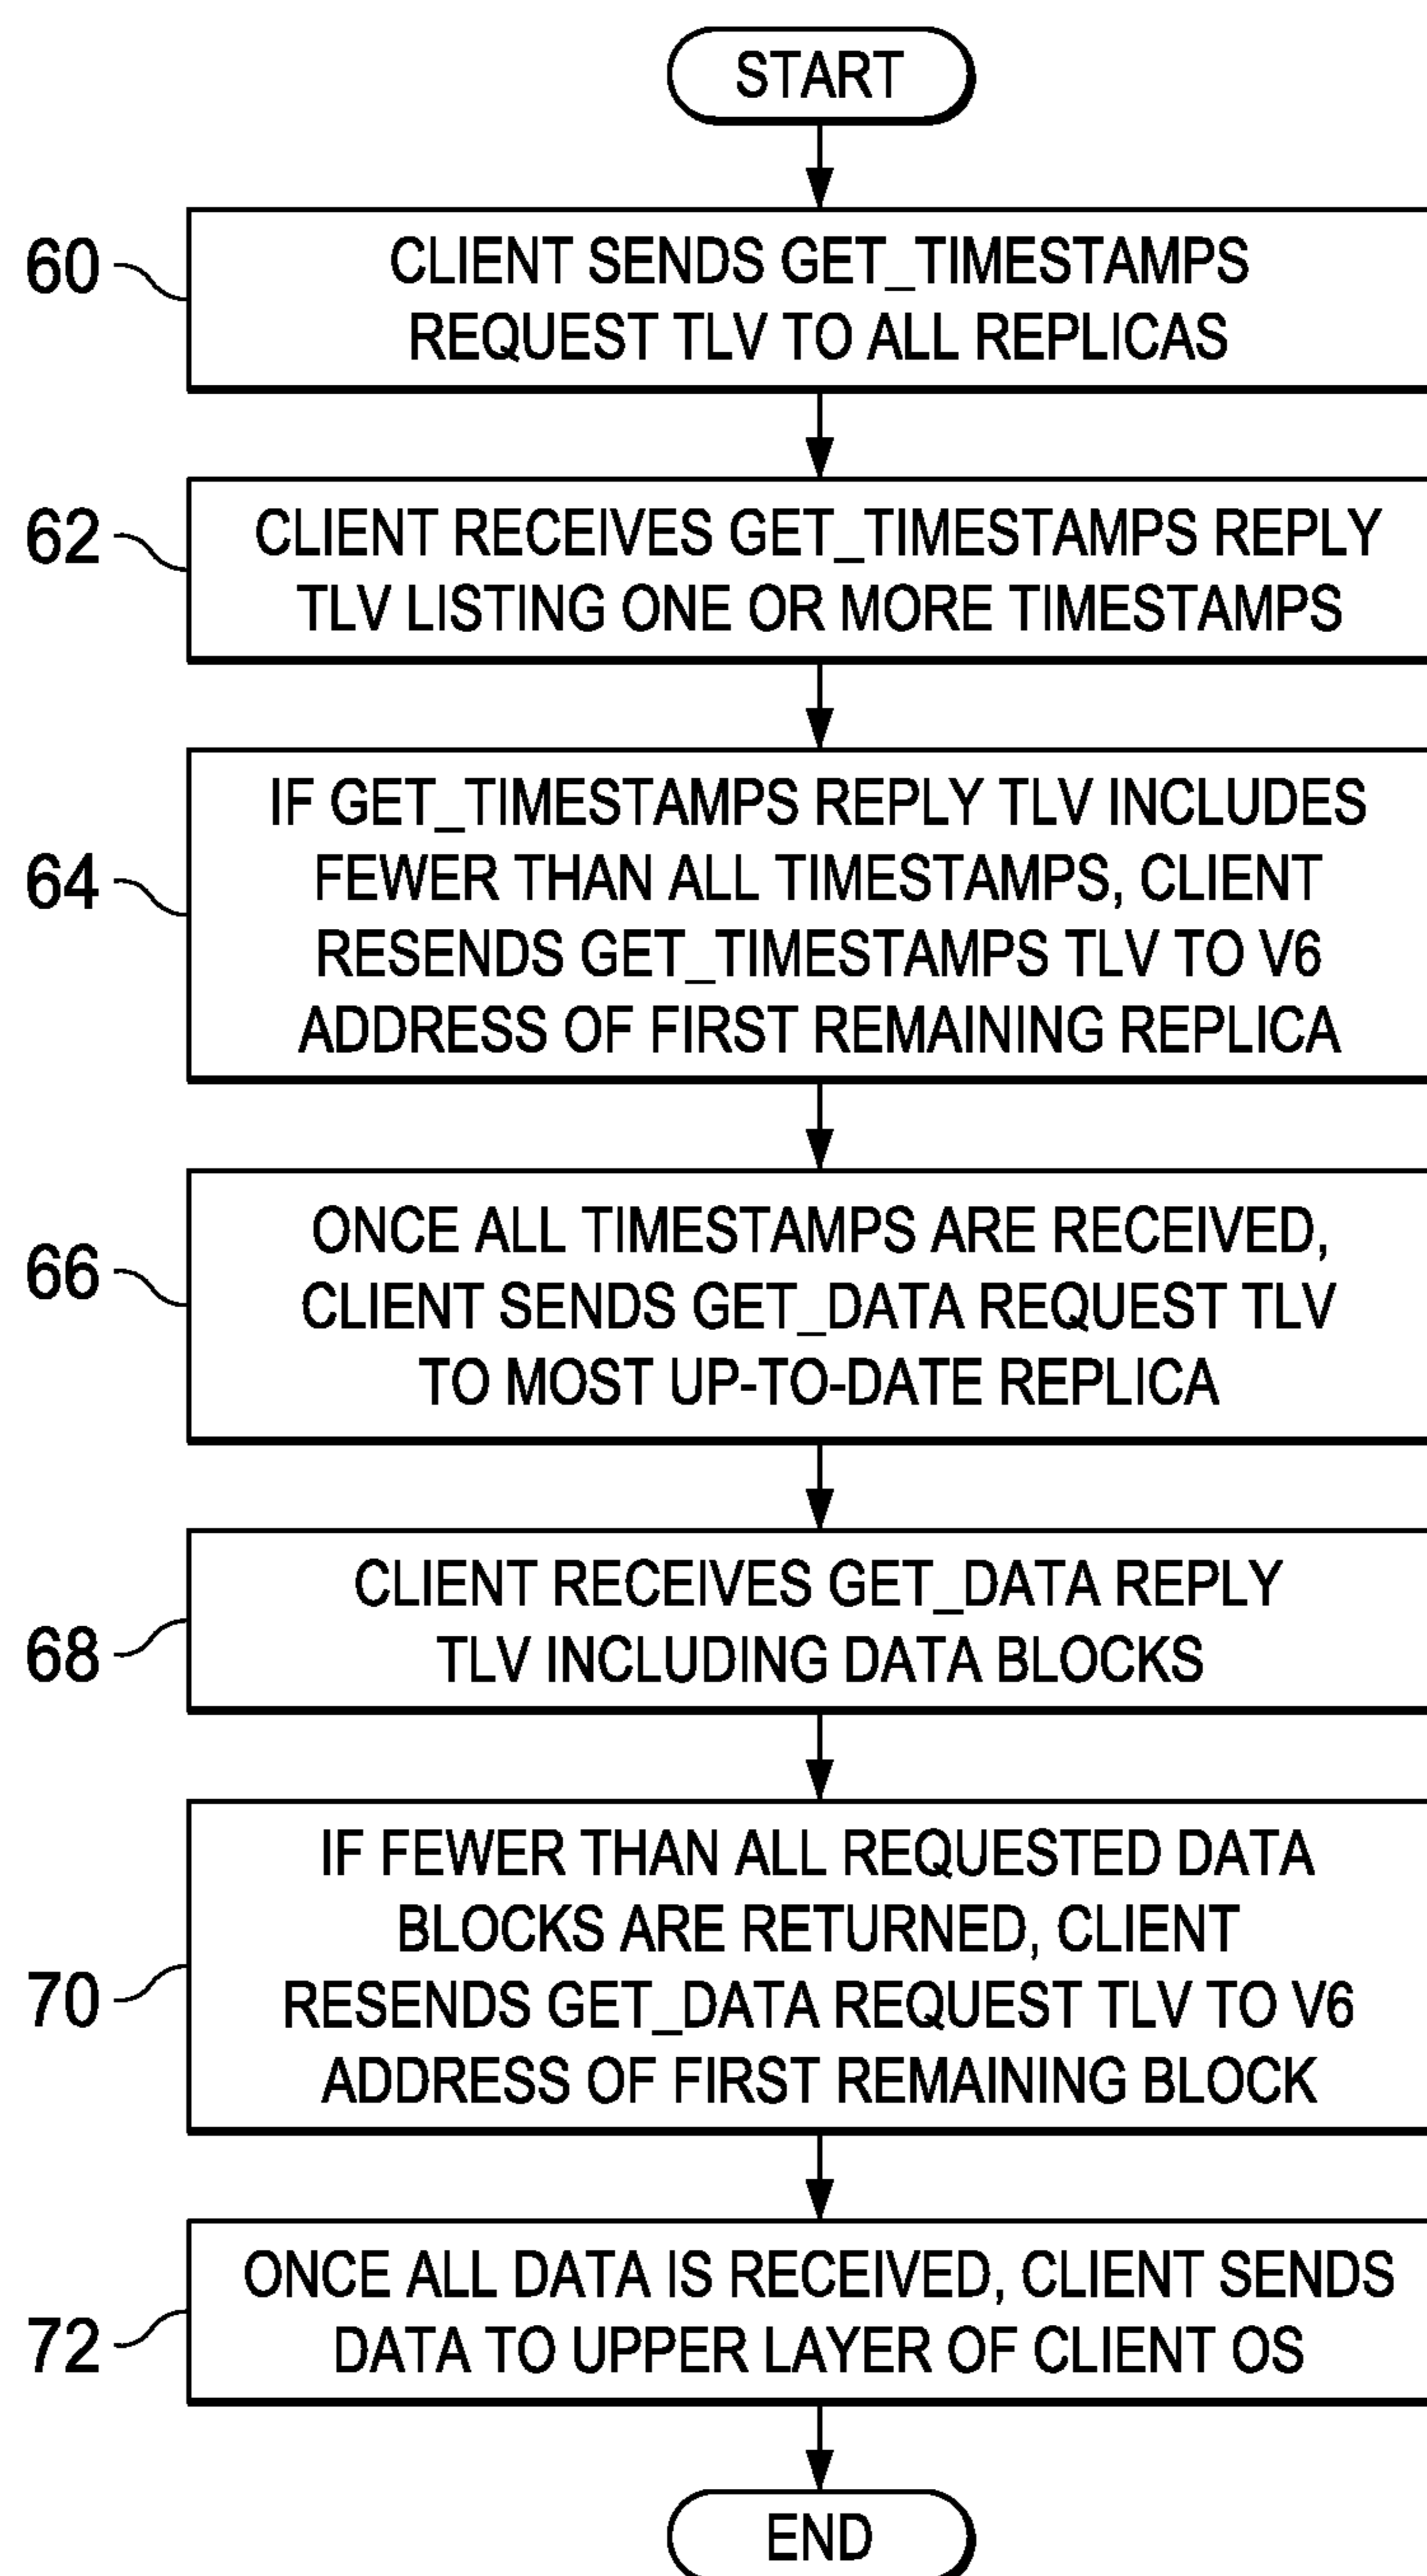 START
60
CLIENT SENDS GET_TIMESTAMPS
REQUEST TLV TO ALL REPLICAS
62
CLIENT RECEIVES GET_TIMESTAMPS REPLY
TLV LISTING ONE OR MORE TIMESTAMPS
64
IF GET_TIMESTAMPS REPLY TLV INCLUDES
FEWER THAN ALL TIMESTAMPS, CLIENT
RESENDS GET_TIMESTAMPS TLV TO V6
ADDRESS OF FIRST REMAINING REPLICA
66
ONCE ALL TIMESTAMPS ARE RECEIVED,
CLIENT SENDS GET_DATA REQUEST TLV
TO MOST UP-TO-DATE REPLICA
68
CLIENT RECEIVES GET_DATA REPLY
TLV INCLUDING DATA BLOCKS
70
IF FEWER THAN ALL REQUESTED DATA
BLOCKS ARE RETURNED, CLIENT
RESENDS GET_DATA REQUEST TLV TO V6
ADDRESS OF FIRST REMAINING BLOCK
72
ONCE ALL DATA IS RECEIVED, CLIENT SENDS
DATA TO UPPER LAYER OF CLIENT OS
END